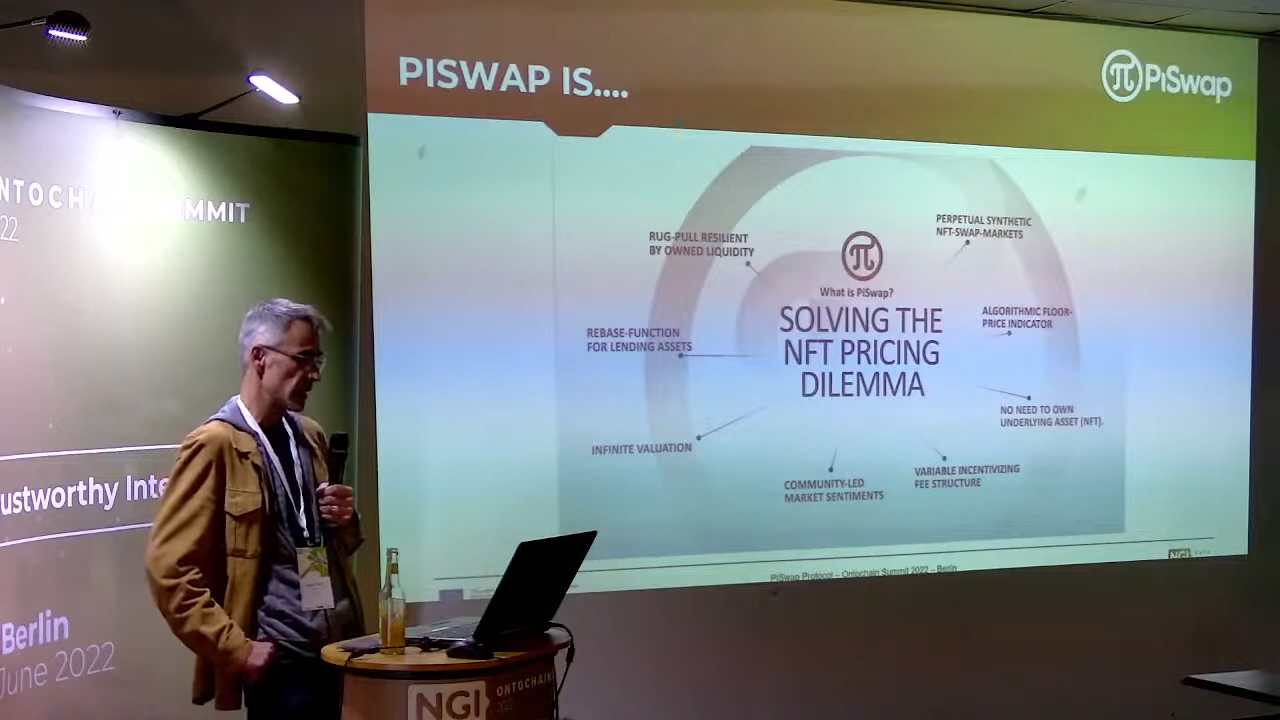 PISWAP IS....
π PiSwap
NTOCH MMIT
22
ustworthy Inte
Berlin
June 2022
PERPETUAL SYNTHETIC
NFT-SWAP-MARKETS
RUG-PULL RESILIENT
BY OWNED LIQUIDITY
π
What is PiSwap?
SOLVING THE
NFT PRICING
DILEMMA
ALGORITHMIC FLOOR-
PRICE INDICATOR
REBASE-FUNCTION
FOR LENDING ASSETS
NO NEED TO OWN
UNDERLYING ASSET (NFT).
INFINITE VALUATION
VARIABLE INCENTIVIZING
FEE STRUCTURE
COMMUNITY-LED
MARKET SENTIMENTS
NGI
PiSwap Protocol – Ontochain Summit 2022 – Berlin
NGI ONTOCHAIN
2022